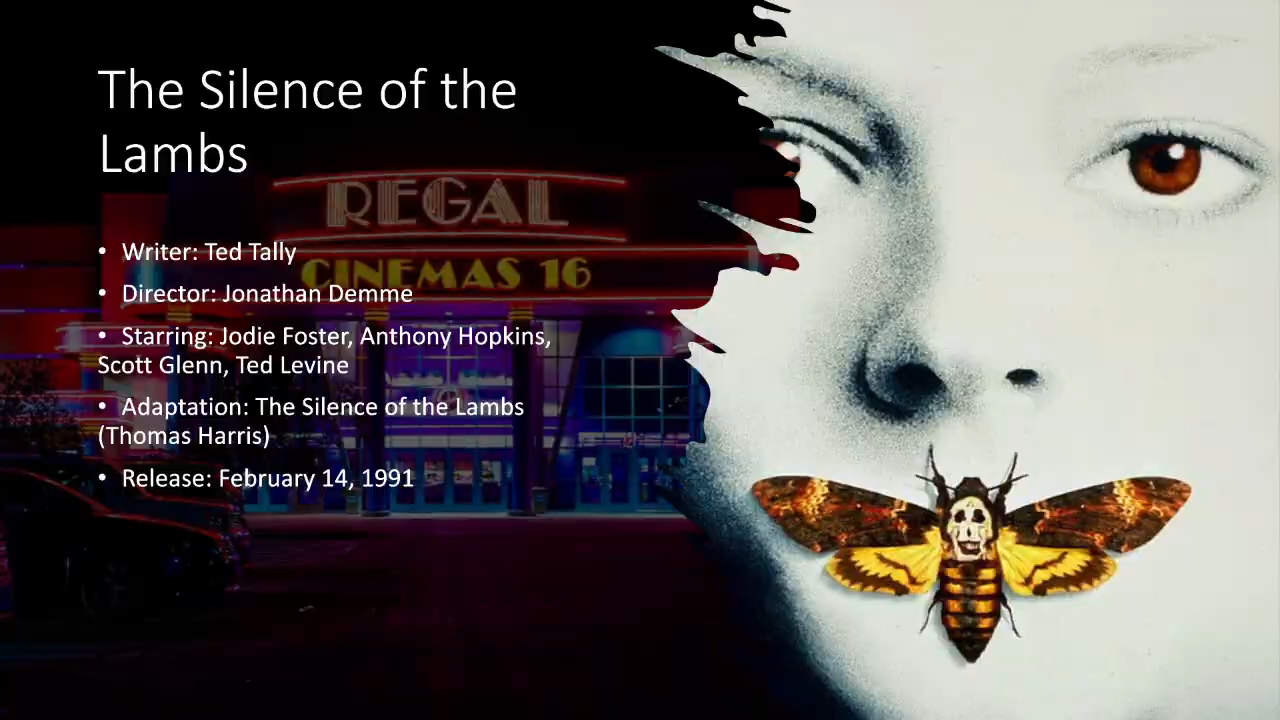 The Silence of the
Lambs
REGAL
CINEMAS 16
• Writer: Ted Tally
• Director: Jonathan Demme
• Starring: Jodie Foster, Anthony Hopkins,
Scott Glenn, Ted Levine
• Adaptation: The Silence of the Lambs
(Thomas Harris)
• Release: February 14, 1991